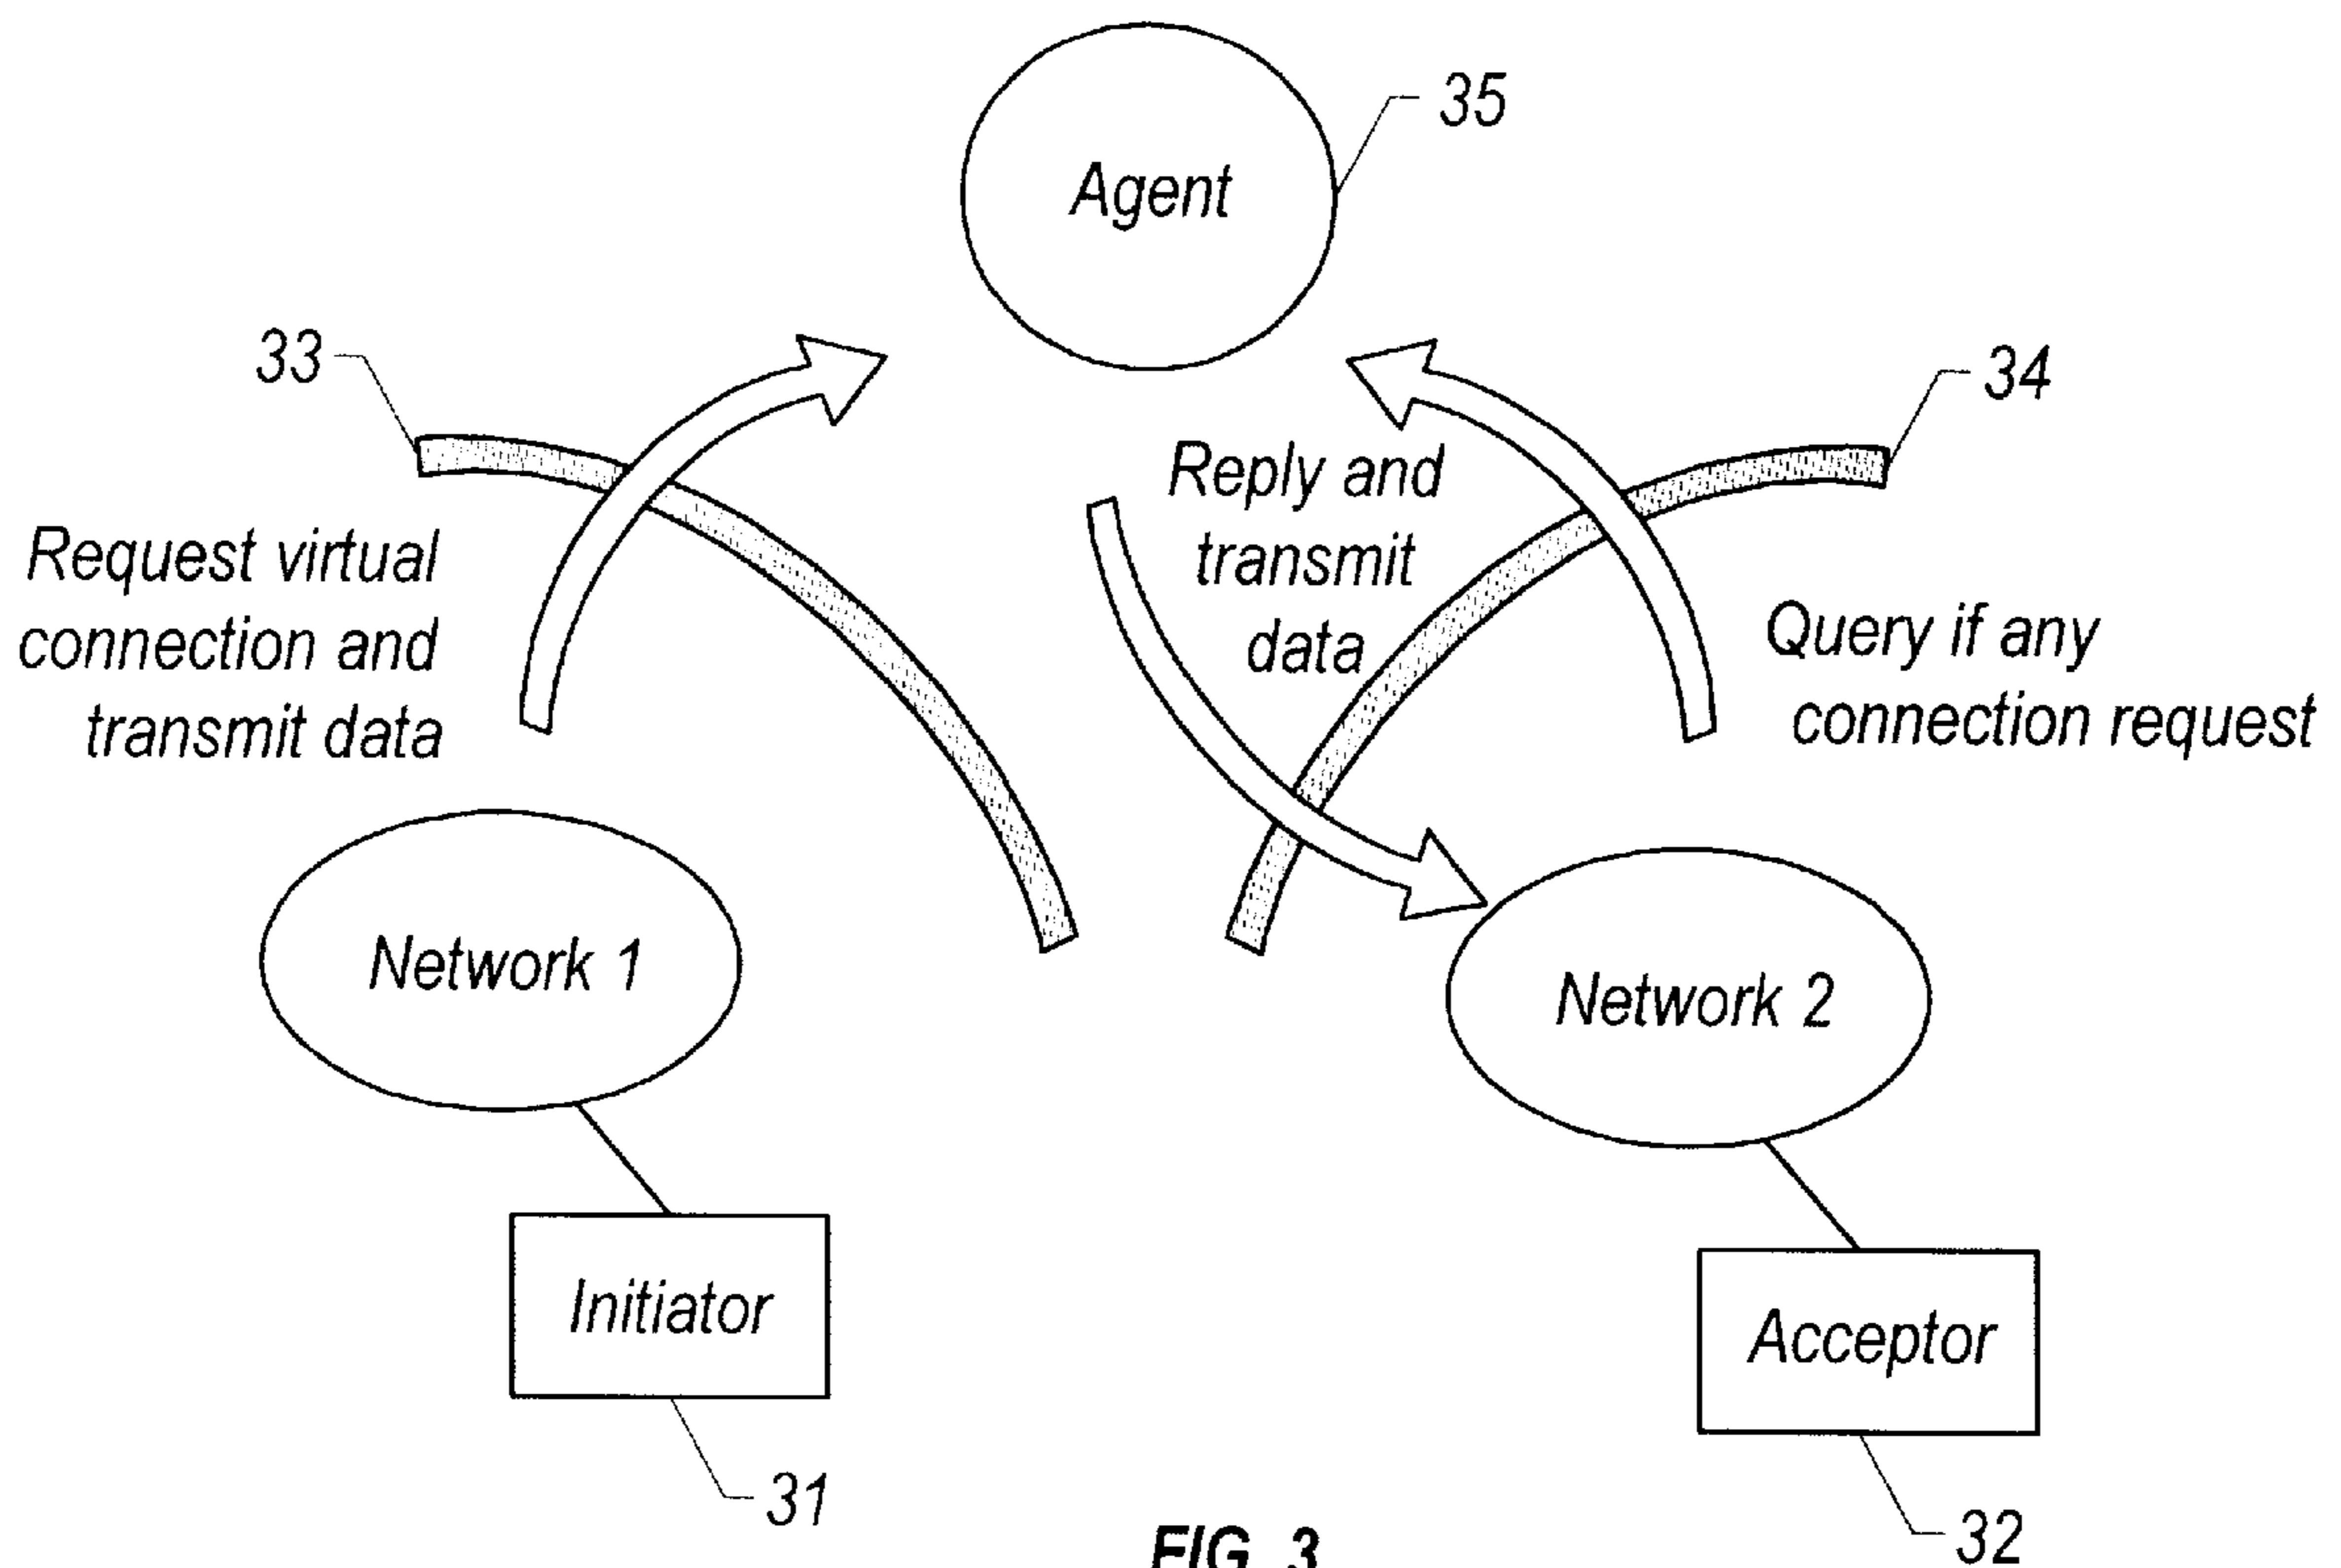 35
Agent
33
34
Reply and
transmit
data
Request virtual
connection and
transmit data
Query if any
connection request
Network 1
Network 2
Initiator
Acceptor
31
32
FIG. 3